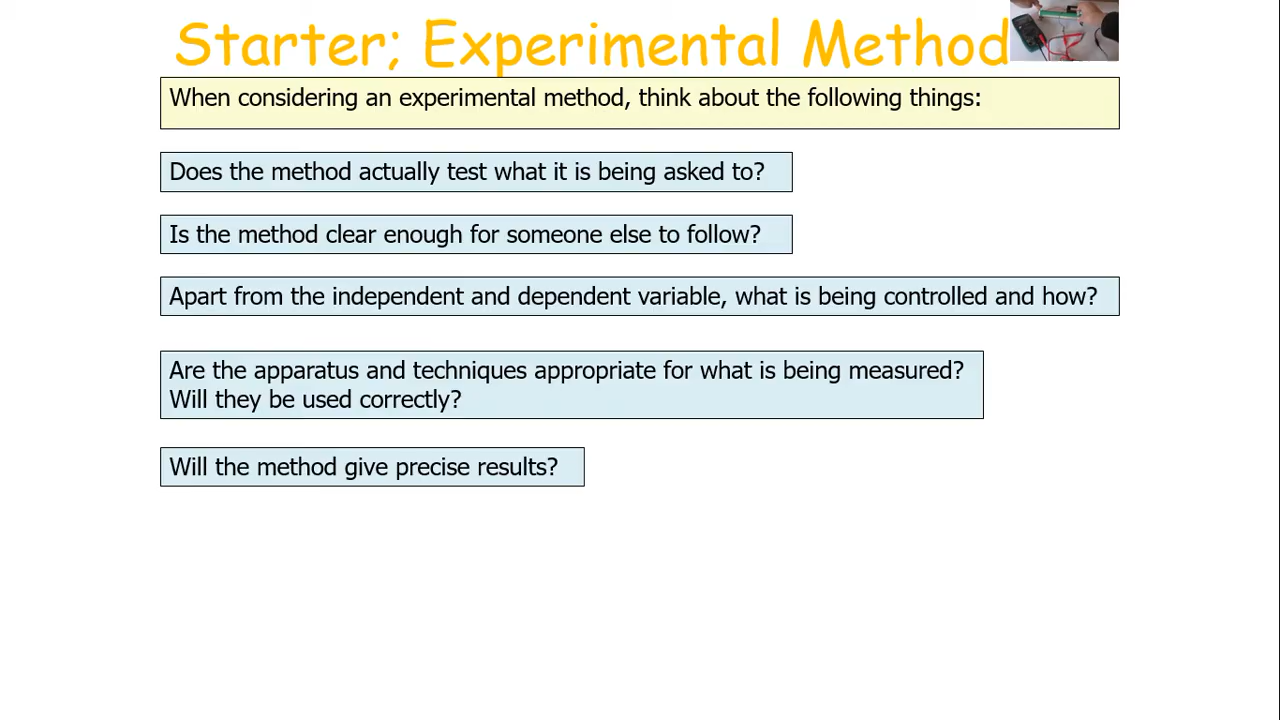 Starter; Experimental Method
When considering an experimental method, think about the following things:
Does the method actually test what it is being asked to?
Is the method clear enough for someone else to follow?
Apart from the independent and dependent variable, what is being controlled and how?
Are the apparatus and techniques appropriate for what is being measured?
Will they be used correctly?
Will the method give precise results?